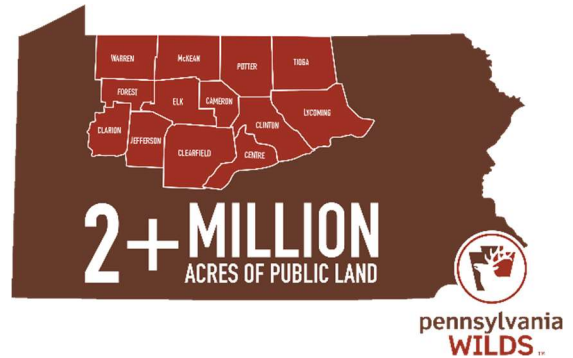 WARREN
McKEAN
POTTER
TIOGA
FOREST
ELK
CAMERON
LYCOMING
CLARION
JEFFERSON
CLINTON
CLEARFIELD
CENTRE
2+ MILLION
ACRES OF PUBLIC LAND
pennsylvania
WILDS TM